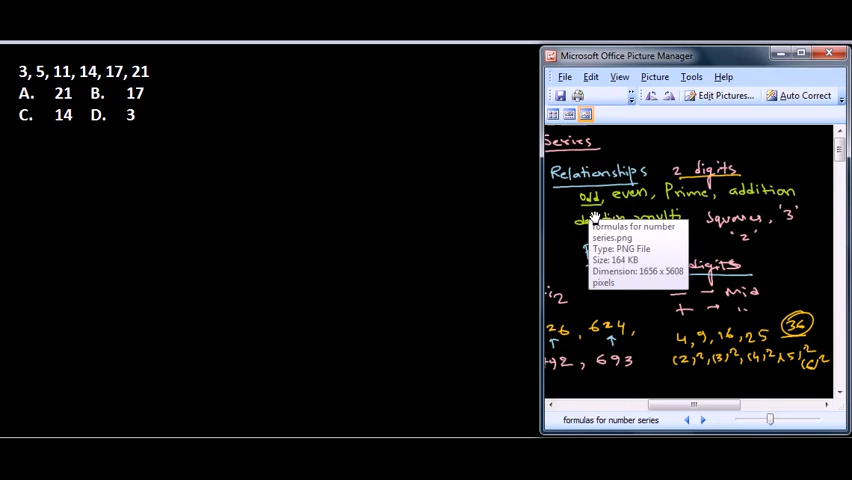 3, 5, 11, 14, 17, 21
A. 21 B. 17
C. 14 D. 3
Microsoft Office Picture Manager
File Edit View Picture Tools Help
Edit Pictures... Auto Correct
Series
Relationships 2 digits
odd, even, Prime, addition
squares, '3'
'2'
formulas for number
series.png
Type: PNG File
Size: 164 KB
Dimension: 1656 x 5608
pixels
digits
— → Mid
+ → "
26, 624,
4, 9, 16, 25 36
(2)², (3)², (4)², (5)², (6)²
92, 693
formulas for number series